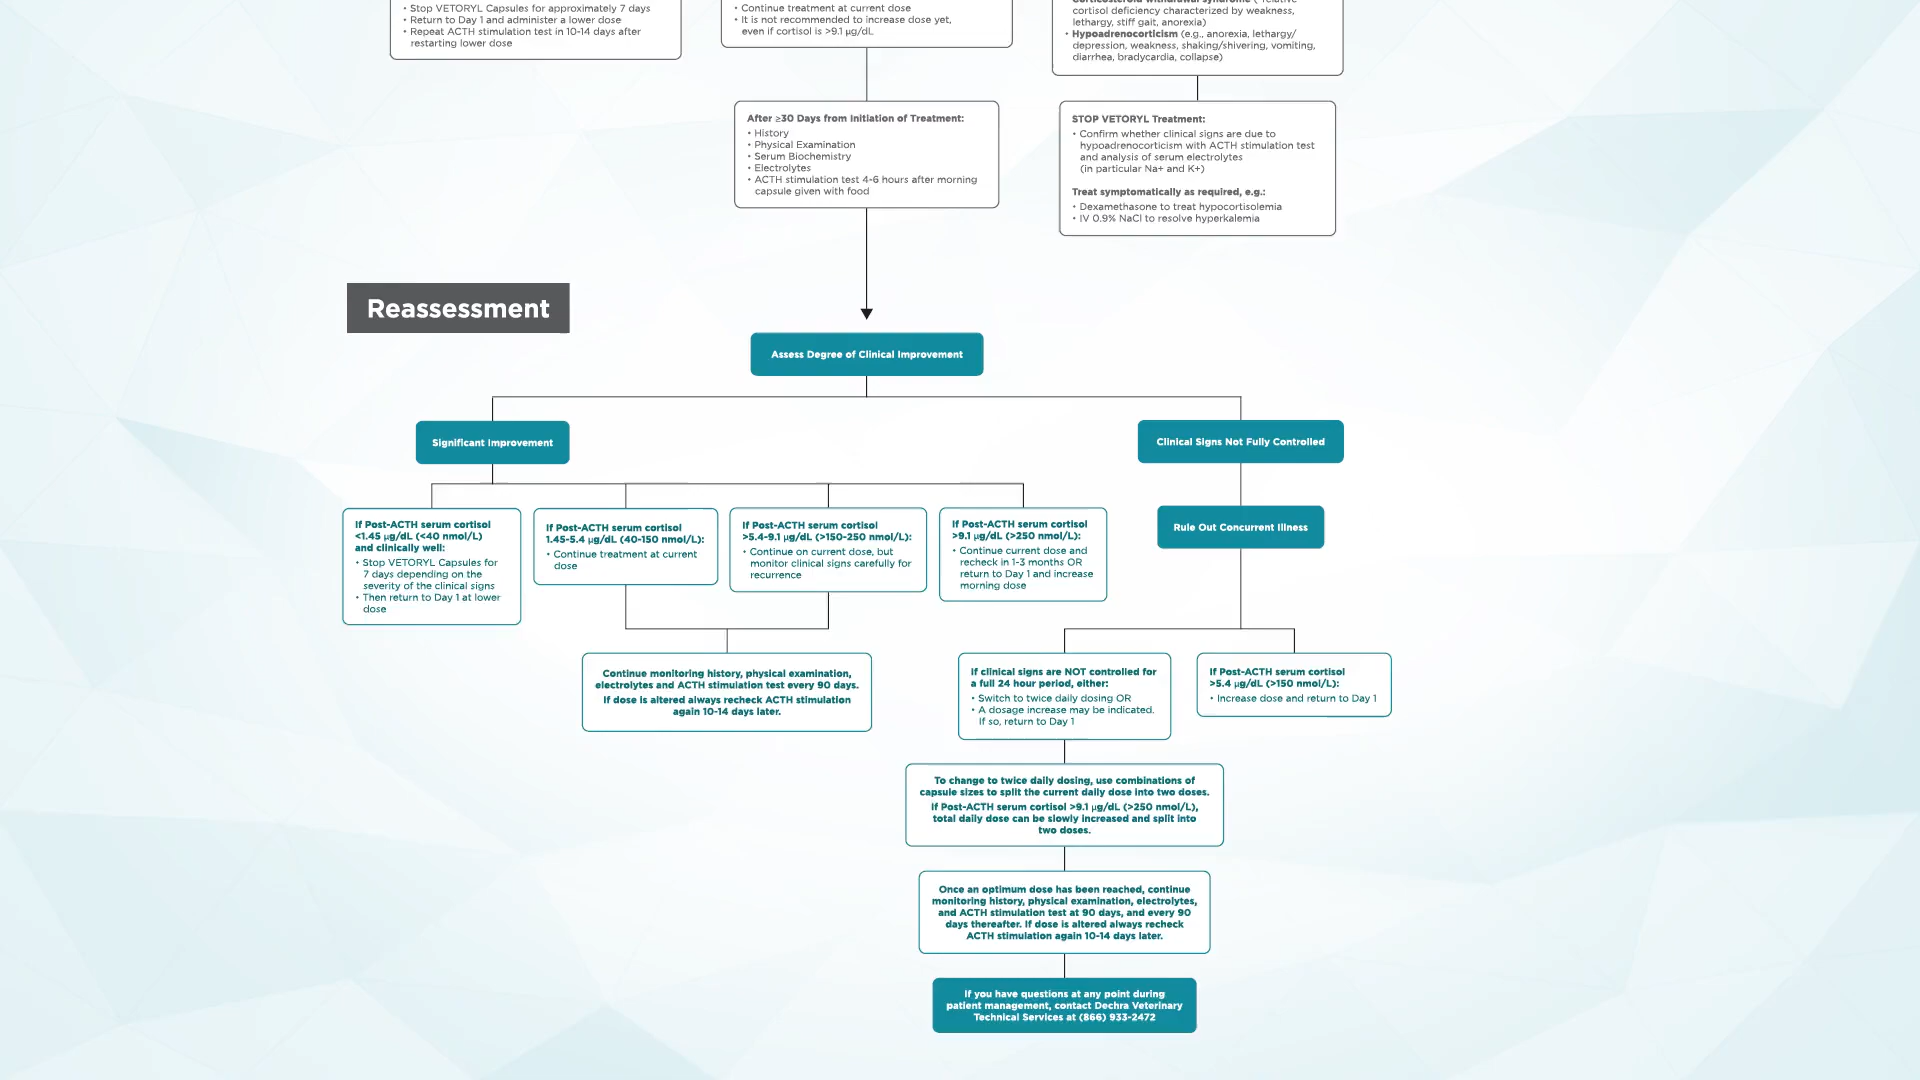 • Stop VETORYL Capsules for approximately 7 days
• Return to Day 1 and administer a lower dose
• Repeat ACTH stimulation test in 10-14 days after
restarting lower dose
• Continue treatment at current dose
• It is not recommended to increase dose yet,
even if cortisol is >9.1 µg/dL
Corticosteroid withdrawal syndrome ("relative"
cortisol deficiency characterized by weakness,
lethargy, stiff gait, anorexia)
• Hypoadrenocorticism (e.g., anorexia, lethargy/
depression, weakness, shaking/shivering, vomiting,
diarrhea, bradycardia, collapse)
After ≥30 Days from Initiation of Treatment:
• History
• Physical Examination
• Serum Biochemistry
• Electrolytes
• ACTH stimulation test 4-6 hours after morning
capsule given with food
STOP VETORYL Treatment:
• Confirm whether clinical signs are due to
hypoadrenocorticism with ACTH stimulation test
and analysis of serum electrolytes
(in particular Na+ and K+)
Treat symptomatically as required, e.g.:
• Dexamethasone to treat hypocortisolemia
• IV 0.9% NaCl to resolve hyperkalemia
Reassessment
Assess Degree of Clinical Improvement
Significant Improvement
Clinical Signs Not Fully Controlled
If Post-ACTH serum cortisol
<1.45 µg/dL (<40 nmol/L)
and clinically well:
• Stop VETORYL Capsules for
7 days depending on the
severity of the clinical signs
• Then return to Day 1 at lower
dose
If Post-ACTH serum cortisol
1.45-5.4 µg/dL (40-150 nmol/L):
• Continue treatment at current
dose
If Post-ACTH serum cortisol
>5.4-9.1 µg/dL (>150-250 nmol/L):
• Continue on current dose, but
monitor clinical signs carefully for
recurrence
If Post-ACTH serum cortisol
>9.1 µg/dL (>250 nmol/L):
• Continue current dose and
recheck in 1-3 months OR
return to Day 1 and increase
morning dose
Rule Out Concurrent Illness
Continue monitoring history, physical examination,
electrolytes and ACTH stimulation test every 90 days.
If dose is altered always recheck ACTH stimulation
again 10-14 days later.
If clinical signs are NOT controlled for
a full 24 hour period, either:
• Switch to twice daily dosing OR
• A dosage increase may be indicated.
If so, return to Day 1
If Post-ACTH serum cortisol
>5.4 µg/dL (>150 nmol/L):
• Increase dose and return to Day 1
To change to twice daily dosing, use combinations of
capsule sizes to split the current daily dose into two doses.
If Post-ACTH serum cortisol >9.1 µg/dL (>250 nmol/L),
total daily dose can be slowly increased and split into
two doses.
Once an optimum dose has been reached, continue
monitoring history, physical examination, electrolytes,
and ACTH stimulation test at 90 days, and every 90
days thereafter. If dose is altered always recheck
ACTH stimulation again 10-14 days later.
If you have questions at any point during
patient management, contact Dechra Veterinary
Technical Services at (866) 933-2472